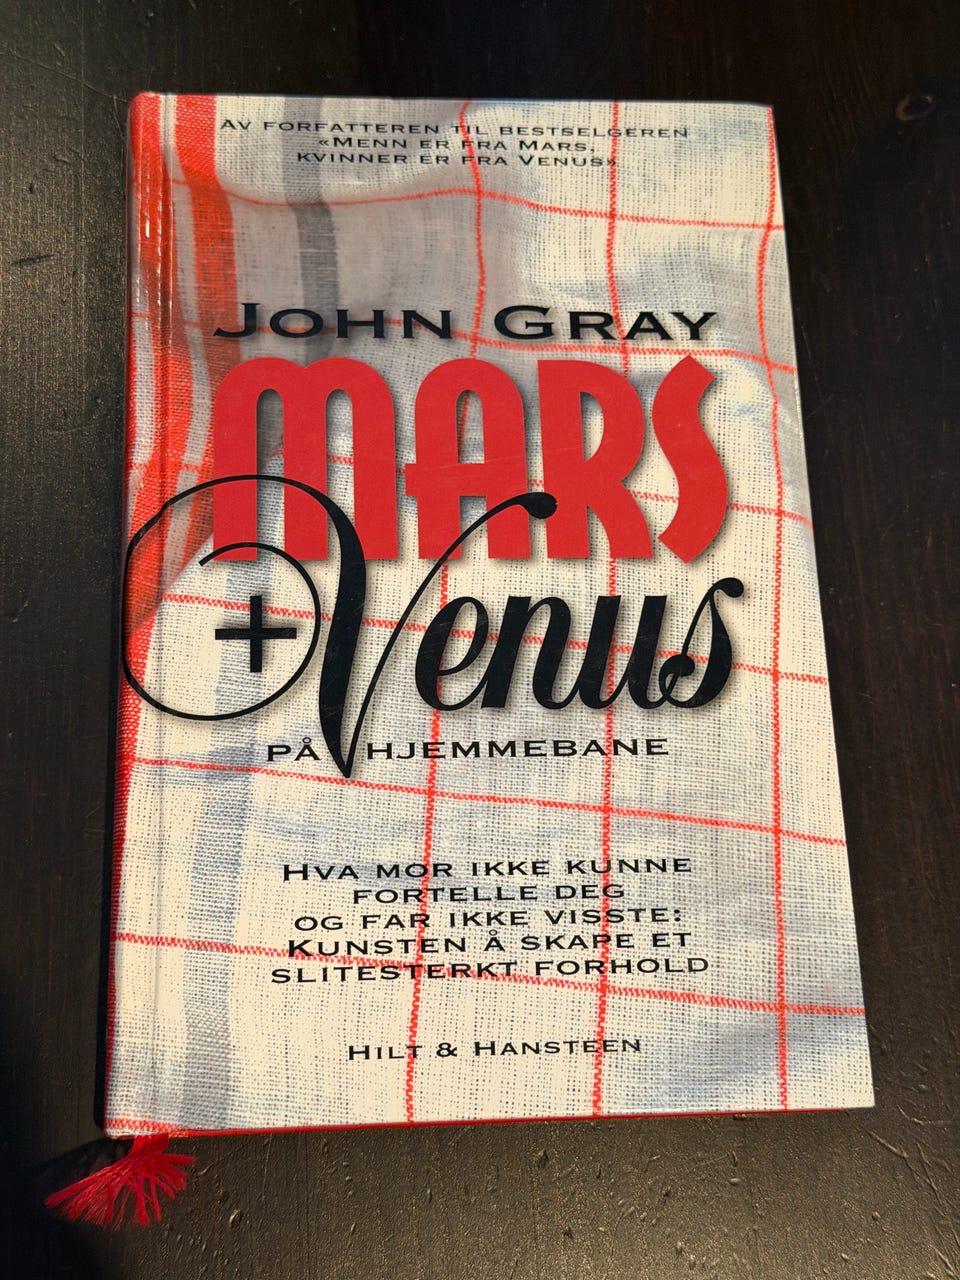 Av forfatteren til bestselgeren
«Menn er fra Mars,
kvinner er fra Venus»
John Gray
MARS
+Venus
på hjemmebane
Hva mor ikke kunne
fortelle deg
og far ikke visste:
Kunsten å skape et
slitesterkt forhold
Hilt & Hansteen